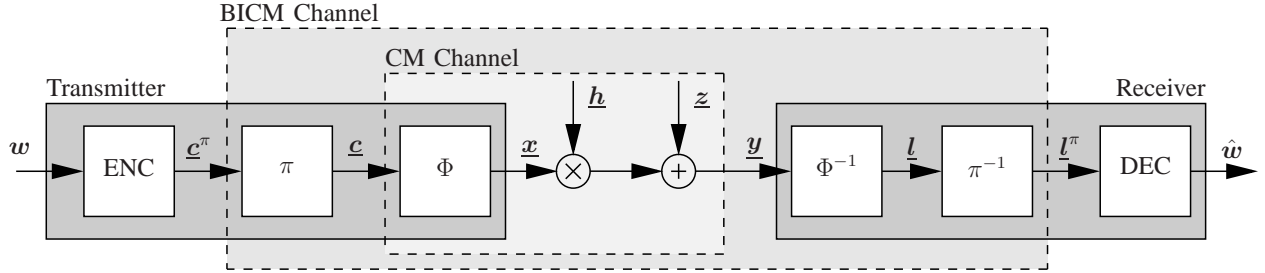 BICM Channel
CM Channel
Transmitter
Receiver
w
ENC
c^π
π
c
Φ
x
h
×
z
+
y
Φ⁻¹
l
π⁻¹
l^π
DEC
ŵ